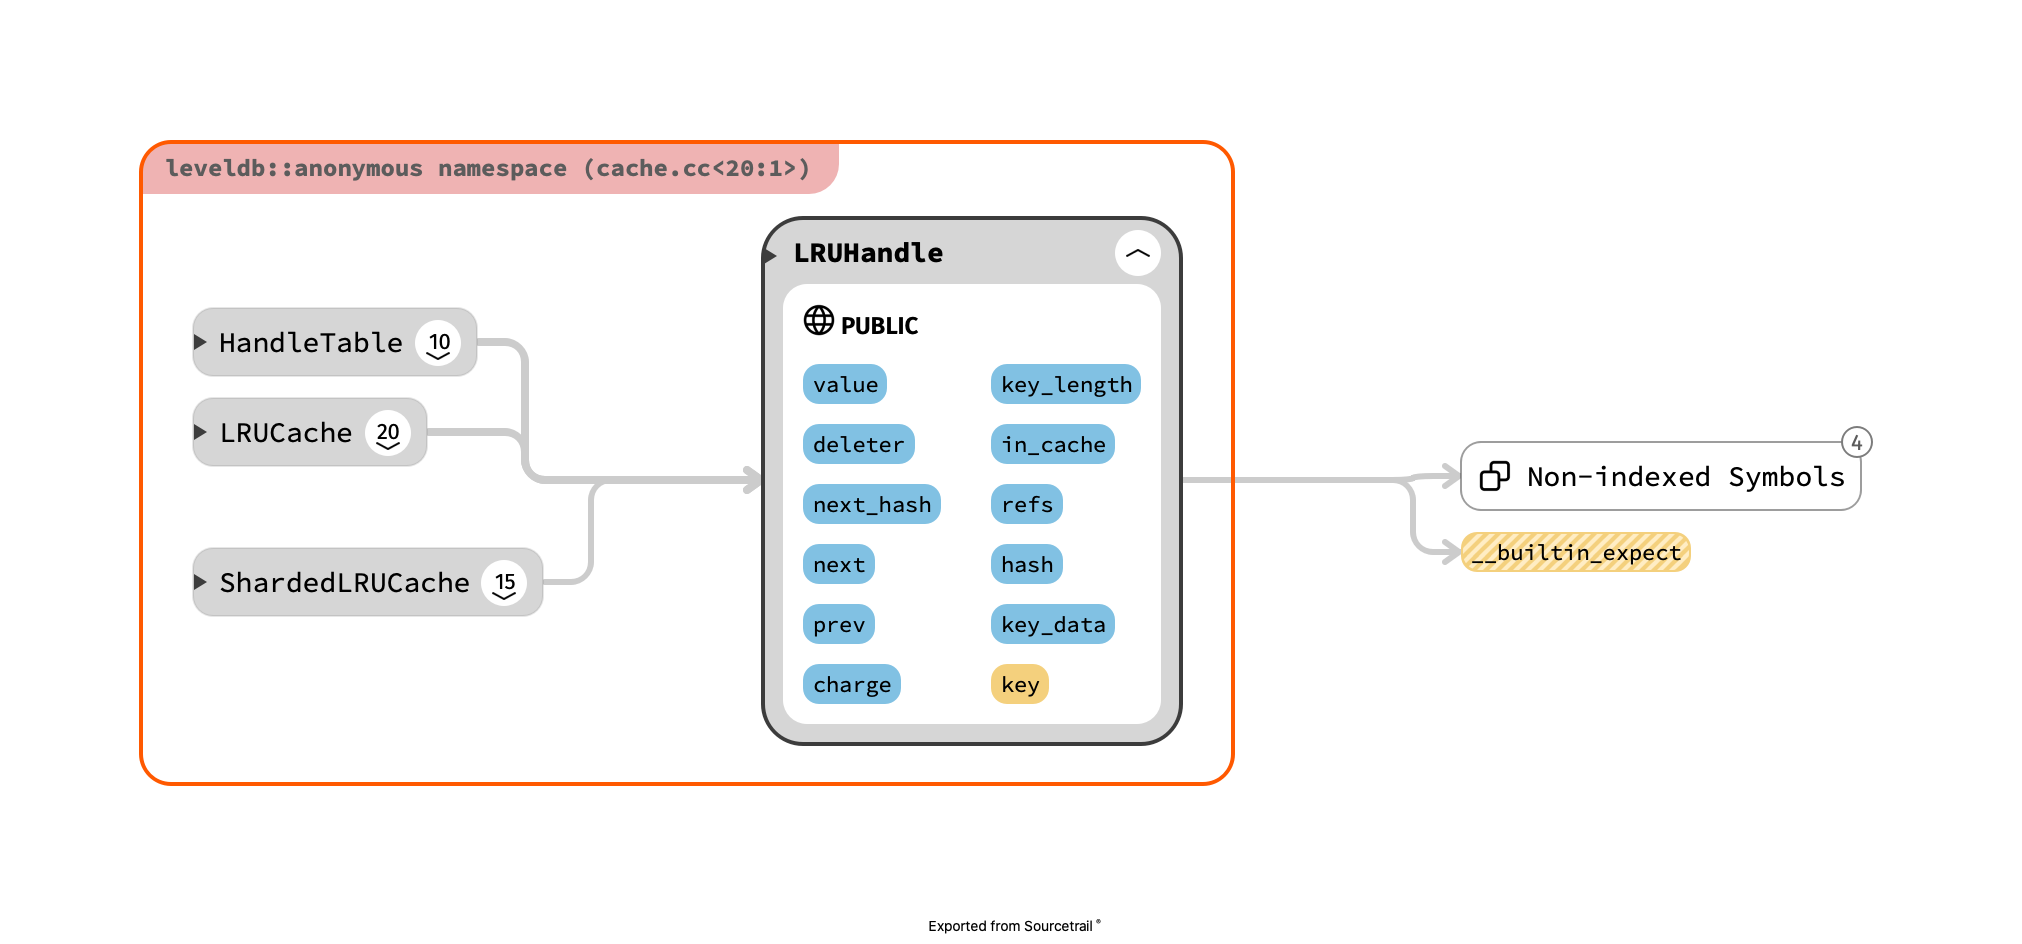 leveldb::anonymous namespace (cache.cc<20:1>)
HandleTable 10
LRUCache 20
ShardedLRUCache 15
LRUHandle
PUBLIC
value key_length
deleter in_cache
next_hash refs
next hash
prev key_data
charge key
4
Non-indexed Symbols
__builtin_expect
Exported from Sourcetrail ®